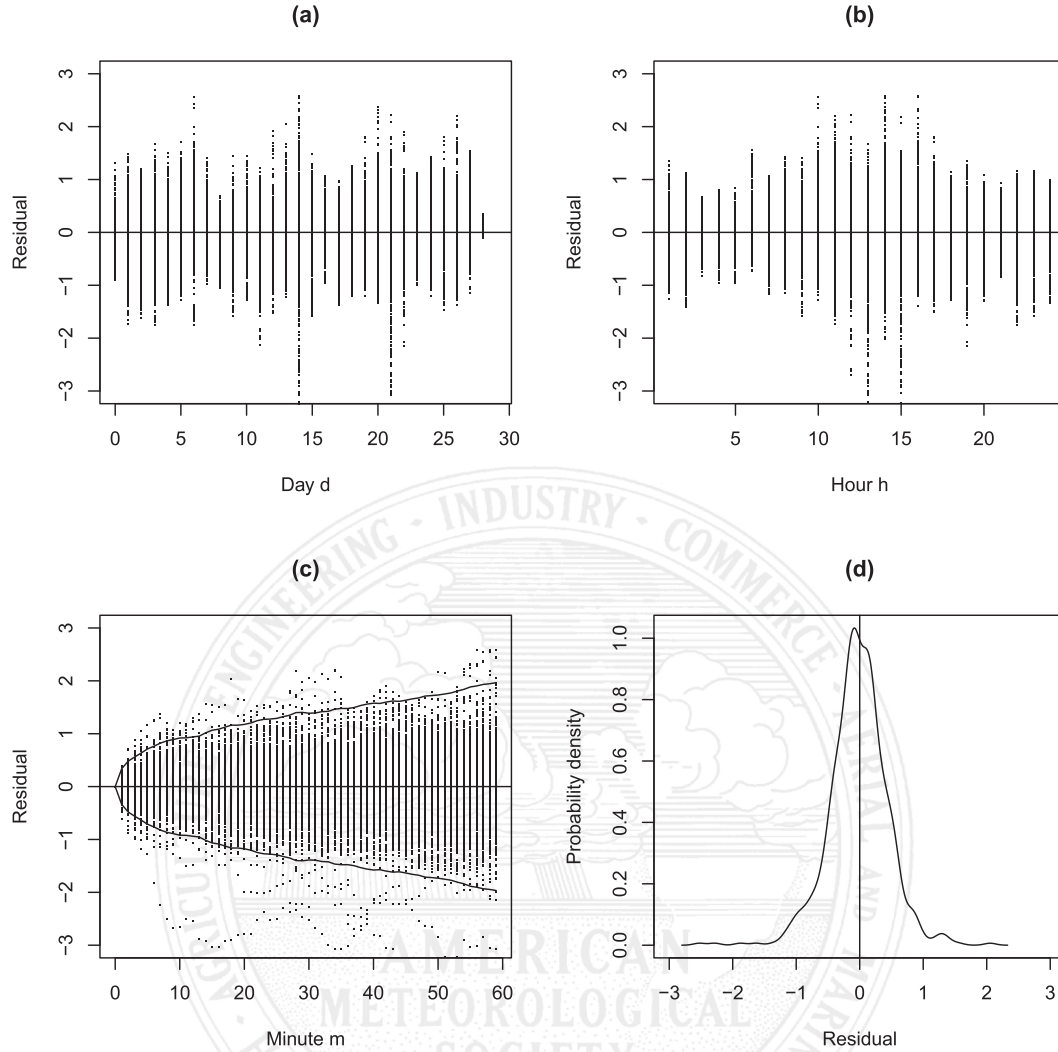 (a)
3
2
1
0
−1
−2
−3
Residual
0 5 10 15 20 25 30
Day d
(b)
3
2
1
0
−1
−2
−3
Residual
5 10 15 20
Hour h
(c)
3
2
1
0
−1
−2
−3
Residual
0 10 20 30 40 50 60
Minute m
(d)
1.0
0.8
0.6
0.4
0.2
0.0
Probability density
−3 −2 −1 0 1 2 3
Residual
ENGINEERING · INDUSTRY · COMMERCE
AERIAL AND
AMERICAN
METEOROLOGICAL
SOCIETY